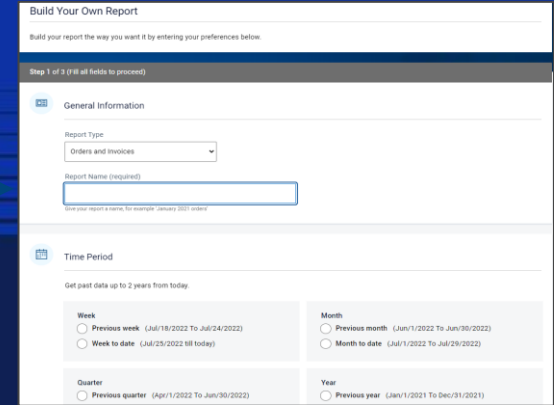 Build Your Own Report
Build your report the way you want it by entering your preferences below.
Step 1 of 3 (Fill all fields to proceed)
General Information
Report Type
Orders and Invoices
Report Name (required)
Give your report a name, for example 'January 2021 orders'
Time Period
Get past data up to 2 years from today.
Week
Previous week (Jul/18/2022 To Jul/24/2022)
Week to date (Jul/25/2022 till today)
Month
Previous month (Jun/1/2022 To Jun/30/2022)
Month to date (Jul/1/2022 To Jul/29/2022)
Quarter
Previous quarter (Apr/1/2022 To Jun/30/2022)
Year
Previous year (Jan/1/2021 To Dec/31/2021)